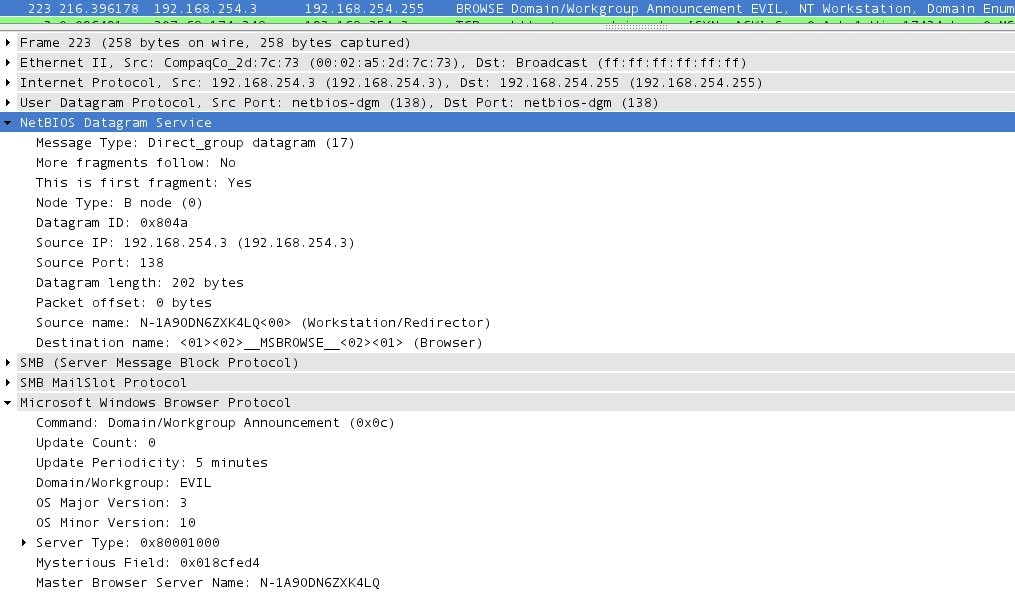 223 216.396178 192.168.254.3 192.168.254.255 BROWSE Domain/Workgroup Announcement EVIL, NT Workstation, Domain Enum
Frame 223 (258 bytes on wire, 258 bytes captured)
Ethernet II, Src: CompaqCo_2d:7c:73 (00:02:a5:2d:7c:73), Dst: Broadcast (ff:ff:ff:ff:ff:ff)
Internet Protocol, Src: 192.168.254.3 (192.168.254.3), Dst: 192.168.254.255 (192.168.254.255)
User Datagram Protocol, Src Port: netbios-dgm (138), Dst Port: netbios-dgm (138)
NetBIOS Datagram Service
Message Type: Direct_group datagram (17)
More fragments follow: No
This is first fragment: Yes
Node Type: B node (0)
Datagram ID: 0x804a
Source IP: 192.168.254.3 (192.168.254.3)
Source Port: 138
Datagram length: 202 bytes
Packet offset: 0 bytes
Source name: N-1A9ODN6ZXK4LQ<00> (Workstation/Redirector)
Destination name: <01><02>__MSBROWSE__<02><01> (Browser)
SMB (Server Message Block Protocol)
SMB MailSlot Protocol
Microsoft Windows Browser Protocol
Command: Domain/Workgroup Announcement (0x0c)
Update Count: 0
Update Periodicity: 5 minutes
Domain/Workgroup: EVIL
OS Major Version: 3
OS Minor Version: 10
Server Type: 0x80001000
Mysterious Field: 0x018cfed4
Master Browser Server Name: N-1A9ODN6ZXK4LQ